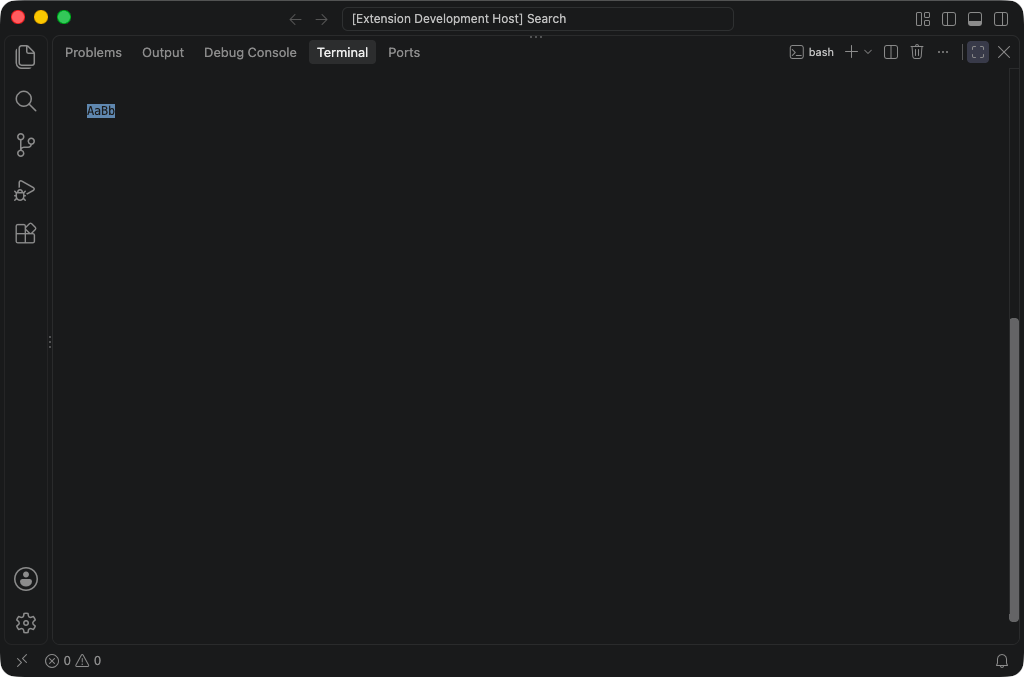 [Extension Development Host] Search
Problems Output Debug Console Terminal Ports bash
AaBb
0 0